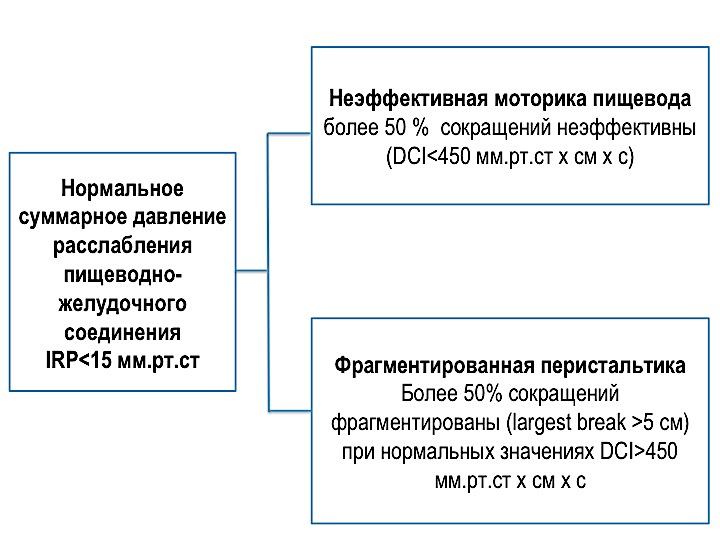 Нормальное
суммарное давление
расслабления
пищеводно-
желудочного
соединения
IRP<15 мм.рт.ст
Неэффективная моторика пищевода
более 50 % сокращений неэффективны
(DCI<450 мм.рт.ст x см x с)
Фрагментированная перистальтика
Более 50% сокращений
фрагментированы (largest break >5 см)
при нормальных значениях DCI>450
мм.рт.ст x см x с